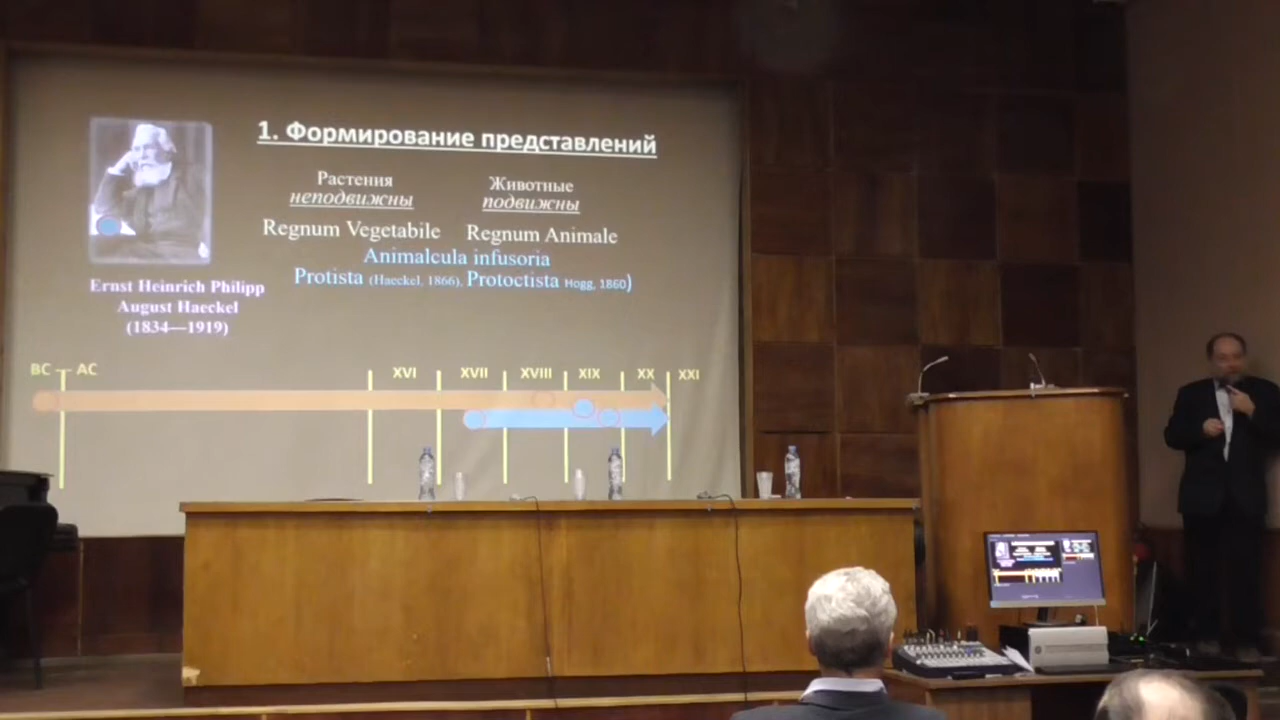 1. Формирование представлений
Растения
неподвижны
Животные
подвижны
Regnum Vegetabile
Regnum Animale
Animalcula infusoria
Protista (Haeckel, 1866), Protoctista Hogg, 1860)
Ernst Heinrich Philipp
August Haeckel
(1834—1919)
BC AC XVI XVII XVIII XIX XX XXI